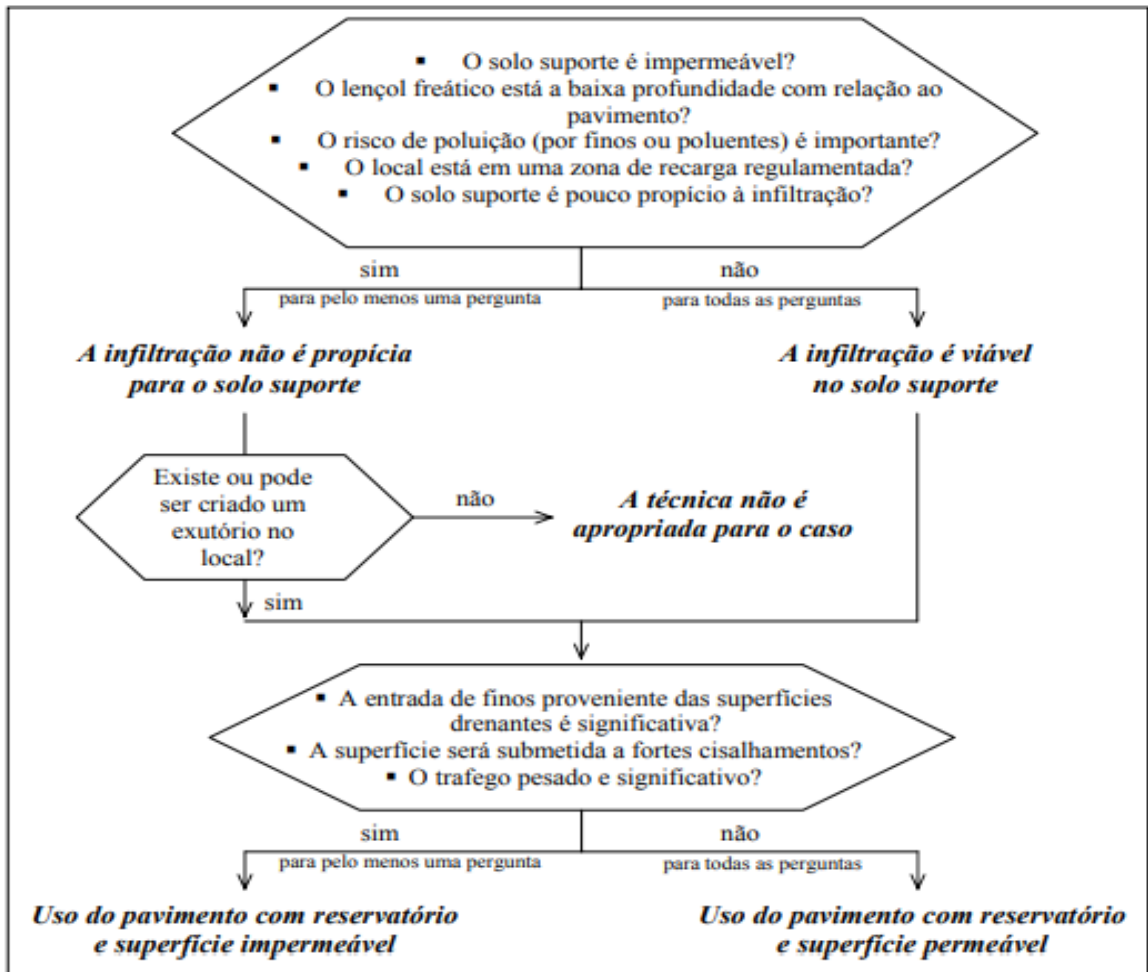 ▪ O solo suporte é impermeável?
▪ O lençol freático está a baixa profundidade com relação ao
pavimento?
▪ O risco de poluição (por finos ou poluentes) é importante?
▪ O local está em uma zona de recarga regulamentada?
▪ O solo suporte é pouco propício à infiltração?
sim
não
para pelo menos uma pergunta
para todas as perguntas
A infiltração não é propícia
para o solo suporte
A infiltração é viável
no solo suporte
Existe ou pode
ser criado um
exutório no
local?
não
A técnica não é
apropriada para o caso
sim
▪ A entrada de finos proveniente das superfícies
drenantes é significativa?
▪ A superfície será submetida a fortes cisalhamentos?
▪ O trafego pesado e significativo?
sim
não
para pelo menos uma pergunta
para todas as perguntas
Uso do pavimento com reservatório
e superfície impermeável
Uso do pavimento com reservatório
e superfície permeável